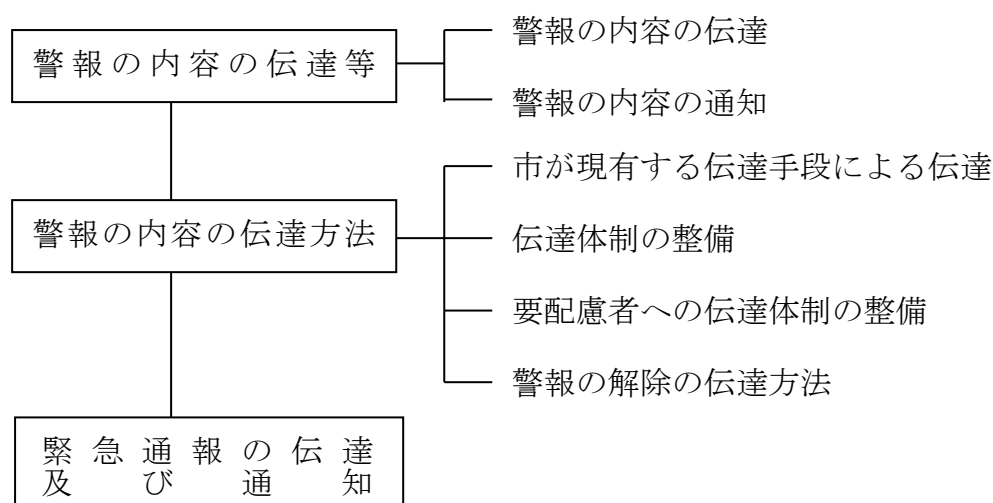 警報の内容の伝達等
警報の内容の伝達
警報の内容の通知
警報の内容の伝達方法
市が現有する伝達手段による伝達
伝達体制の整備
要配慮者への伝達体制の整備
警報の解除の伝達方法
緊急通報の伝達
及び通知